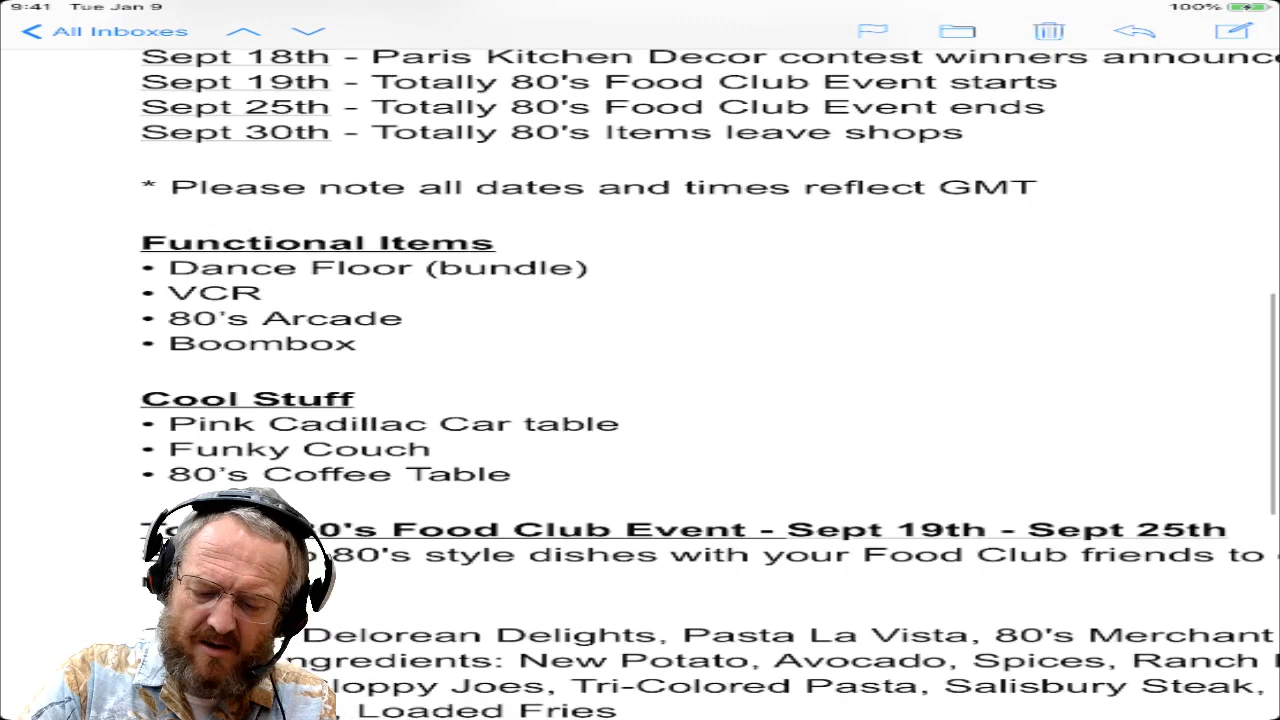 9:41 Tue Jan 9 100%
All Inboxes
Sept 18th - Paris Kitchen Decor contest winners
Sept 19th - Totally 80's Food Club Event starts
Sept 25th - Totally 80's Food Club Event ends
Sept 30th - Totally 80's Items leave shops
* Please note all dates and times reflect GMT
Functional Items
• Dance Floor (bundle)
• VCR
• 80's Arcade
• Boombox
Cool Stuff
• Pink Cadillac Car table
• Funky Couch
• 80's Coffee Table
80's Food Club Event - Sept 19th - Sept 25th
80's style dishes with your Food Club friends to
Delorean Delights, Pasta La Vista, 80's Merchant
ngredients: New Potato, Avocado, Spices, Ranch
loppy Joes, Tri-Colored Pasta, Salisbury Steak,
, Loaded Fries